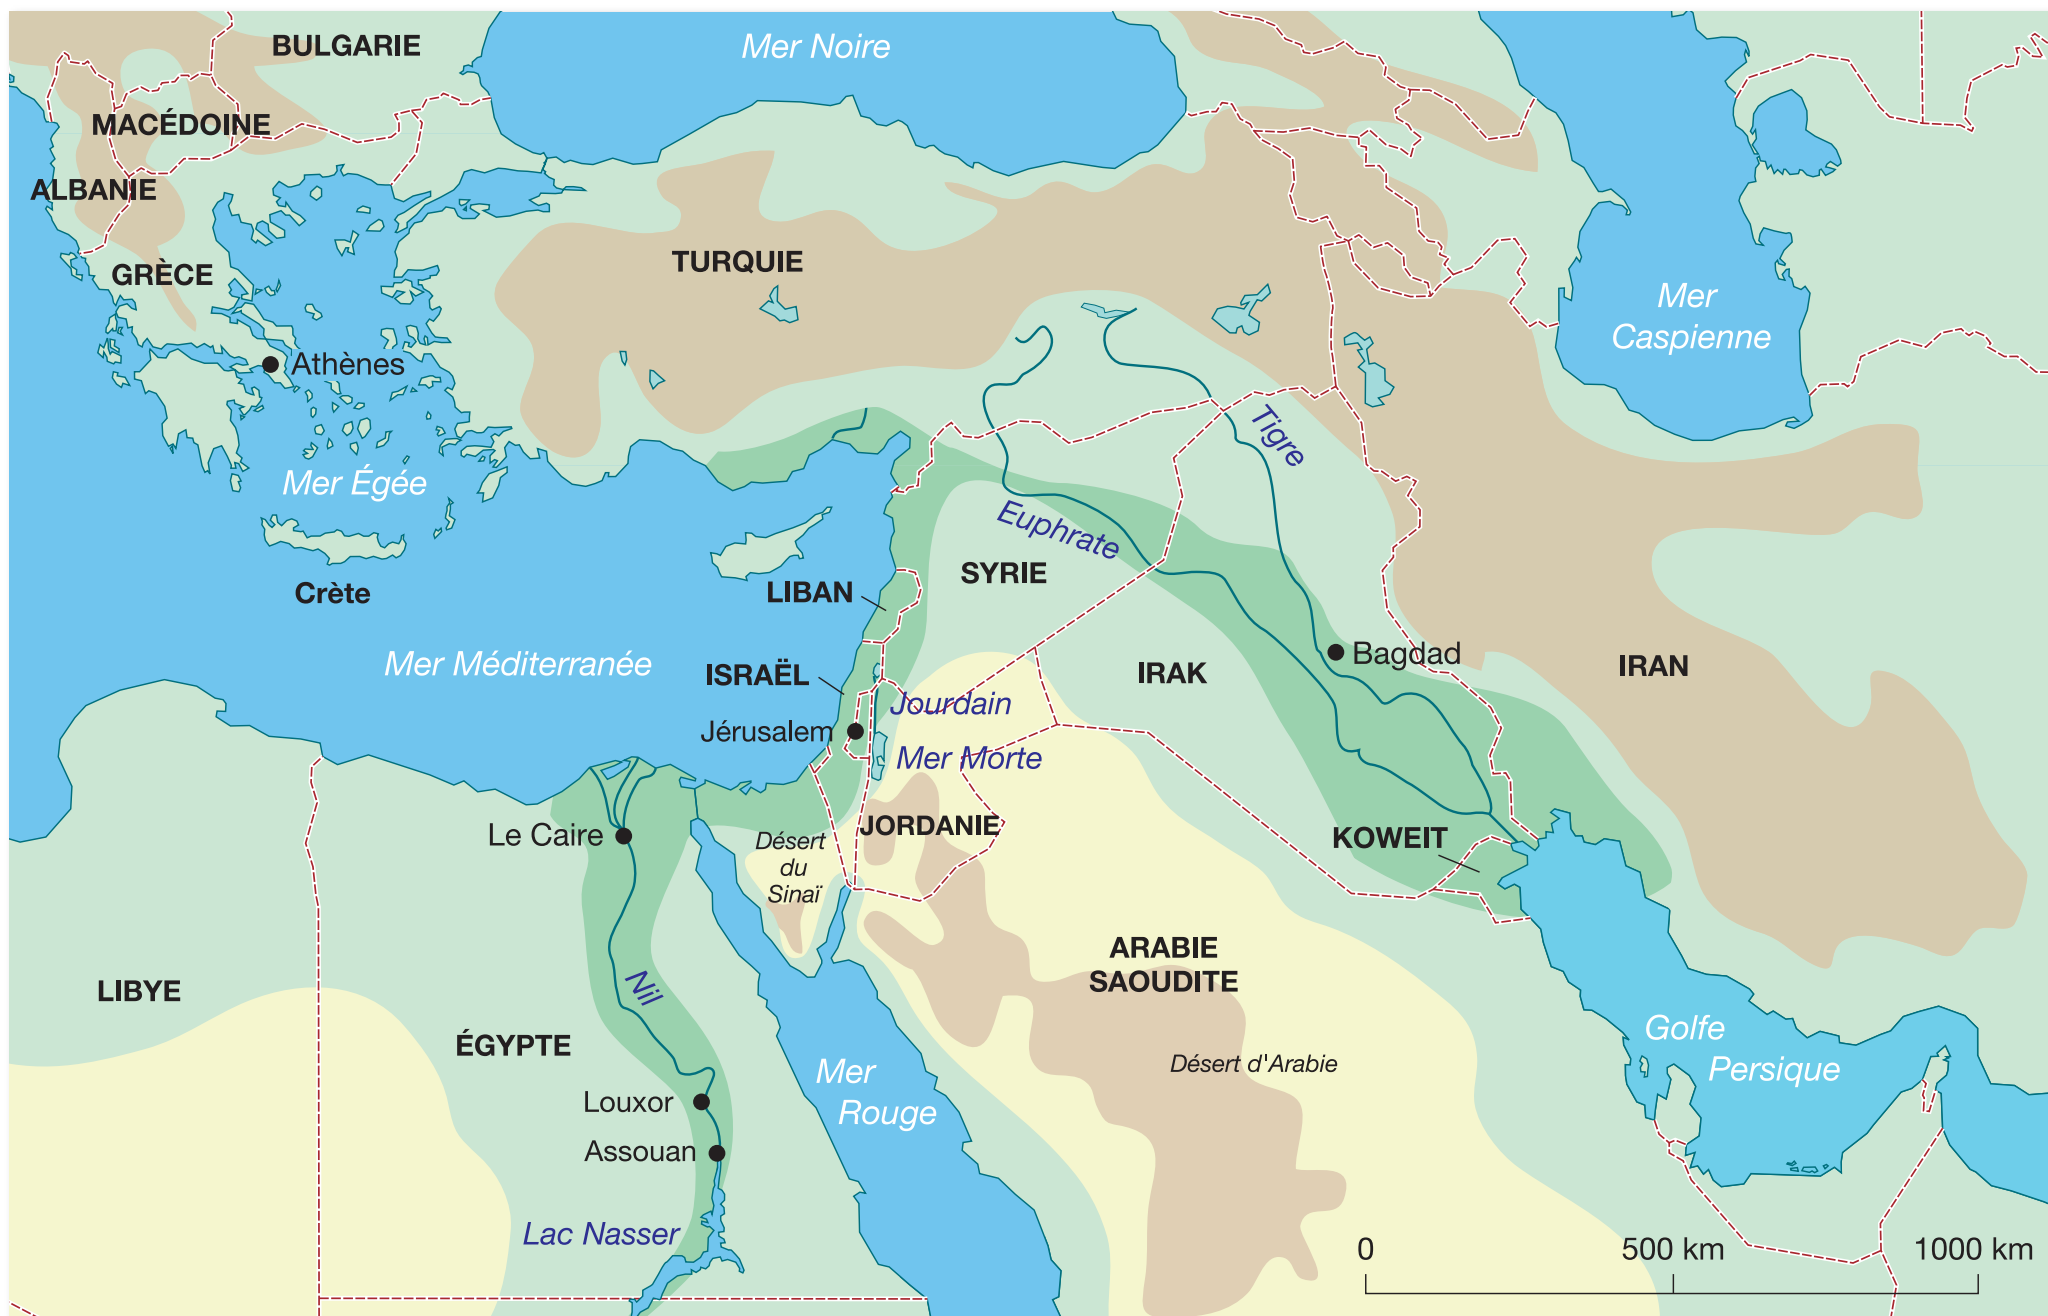 BULGARIE
Mer Noire
MACÉDOINE
ALBANIE
GRÈCE
TURQUIE
Mer
Caspienne
Athènes
Tigre
Mer Égée
Euphrate
SYRIE
Crète
LIBAN
Mer Méditerranée
ISRAËL
IRAK
Bagdad
IRAN
Jourdain
Jérusalem
Mer Morte
Le Caire
Désert
du
Sinaï
JORDANIE
KOWEIT
ARABIE
SAOUDITE
LIBYE
Nil
ÉGYPTE
Golfe
Persique
Désert d'Arabie
Mer
Rouge
Louxor
Assouan
Lac Nasser
0 500 km 1000 km